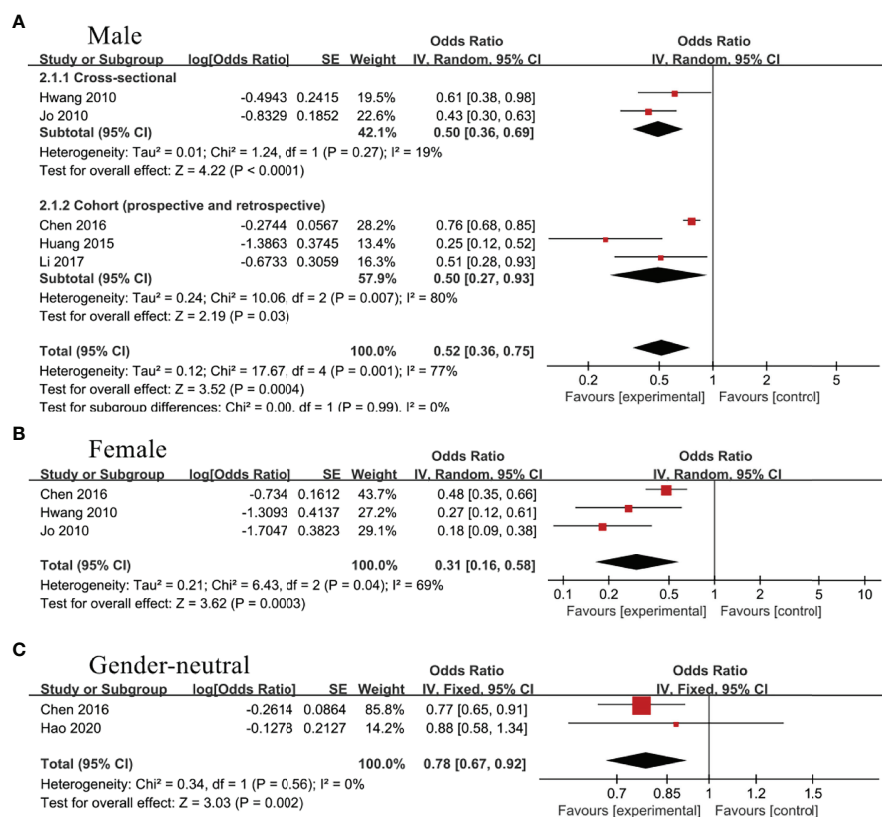 A
Male
Odds Ratio Odds Ratio
Study or Subgroup log[Odds Ratio] SE Weight IV, Random, 95% CI IV, Random, 95% CI
2.1.1 Cross-sectional
Hwang 2010 -0.4943 0.2415 19.5% 0.61 [0.38, 0.98]
Jo 2010 -0.8329 0.1852 22.6% 0.43 [0.30, 0.63]
Subtotal (95% CI) 42.1% 0.50 [0.36, 0.69]
Heterogeneity: Tau² = 0.01; Chi² = 1.24, df = 1 (P = 0.27); I² = 19%
Test for overall effect: Z = 4.22 (P < 0.0001)
2.1.2 Cohort (prospective and retrospective)
Chen 2016 -0.2744 0.0567 28.2% 0.76 [0.68, 0.85]
Huang 2015 -1.3863 0.3745 13.4% 0.25 [0.12, 0.52]
Li 2017 -0.6733 0.3059 16.3% 0.51 [0.28, 0.93]
Subtotal (95% CI) 57.9% 0.50 [0.27, 0.93]
Heterogeneity: Tau² = 0.24; Chi² = 10.06, df = 2 (P = 0.007); I² = 80%
Test for overall effect: Z = 2.19 (P = 0.03)
Total (95% CI) 100.0% 0.52 [0.36, 0.75]
Heterogeneity: Tau² = 0.12; Chi² = 17.67, df = 4 (P = 0.001); I² = 77%
Test for overall effect: Z = 3.52 (P = 0.0004)
Test for subgroup differences: Chi² = 0.00, df = 1 (P = 0.99), I² = 0%
0.2 0.5 1 2 5
Favours [experimental] Favours [control]
B
Female
Odds Ratio Odds Ratio
Study or Subgroup log[Odds Ratio] SE Weight IV, Random, 95% CI IV, Random, 95% CI
Chen 2016 -0.734 0.1612 43.7% 0.48 [0.35, 0.66]
Hwang 2010 -1.3093 0.4137 27.2% 0.27 [0.12, 0.61]
Jo 2010 -1.7047 0.3823 29.1% 0.18 [0.09, 0.38]
Total (95% CI) 100.0% 0.31 [0.16, 0.58]
Heterogeneity: Tau² = 0.21; Chi² = 6.43, df = 2 (P = 0.04); I² = 69%
Test for overall effect: Z = 3.62 (P = 0.0003)
0.1 0.2 0.5 1 2 5 10
Favours [experimental] Favours [control]
C
Gender-neutral
Odds Ratio Odds Ratio
Study or Subgroup log[Odds Ratio] SE Weight IV, Fixed, 95% CI IV, Fixed, 95% CI
Chen 2016 -0.2614 0.0864 85.8% 0.77 [0.65, 0.91]
Hao 2020 -0.1278 0.2127 14.2% 0.88 [0.58, 1.34]
Total (95% CI) 100.0% 0.78 [0.67, 0.92]
Heterogeneity: Chi² = 0.34, df = 1 (P = 0.56); I² = 0%
Test for overall effect: Z = 3.03 (P = 0.002)
0.7 0.85 1 1.2 1.5
Favours [experimental] Favours [control]